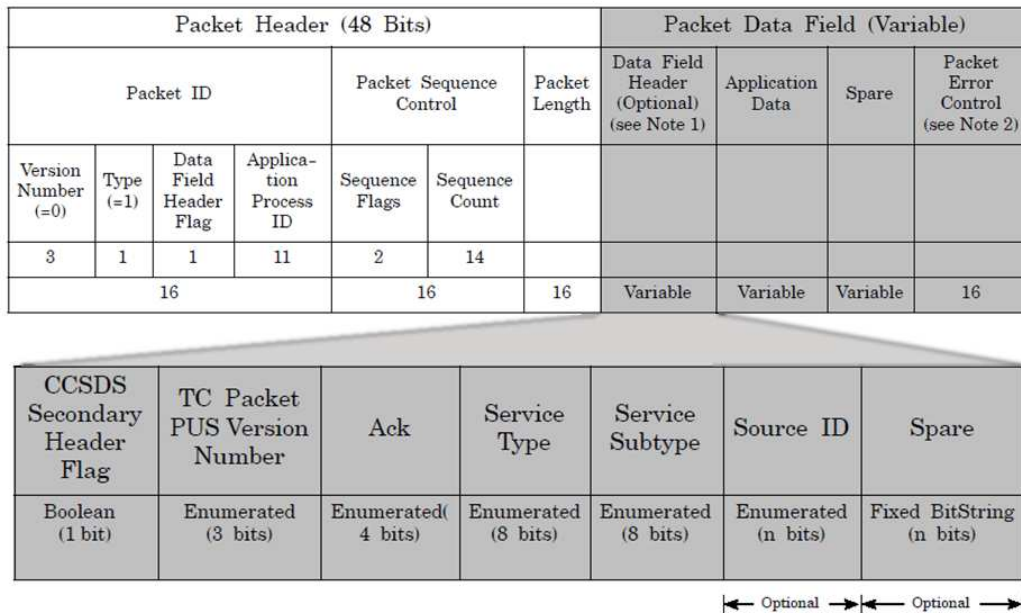 Packet Header (48 Bits)
Packet Data Field (Variable)
Packet ID
Packet Sequence
Control
Packet
Length
Data Field
Header
(Optional)
(see Note 1)
Application
Data
Spare
Packet
Error
Control
(see Note 2)
Version
Number
(=0)
Type
(=1)
Data
Field
Header
Flag
Applica-
tion
Process
ID
Sequence
Flags
Sequence
Count
3
1
1
11
2
14
16
16
16
Variable
Variable
Variable
16
CCSDS
Secondary
Header
Flag
TC Packet
PUS Version
Number
Ack
Service
Type
Service
Subtype
Source ID
Spare
Boolean
(1 bit)
Enumerated
(3 bits)
Enumerated(
4 bits)
Enumerated
(8 bits)
Enumerated
(8 bits)
Enumerated
(n bits)
Fixed BitString
(n bits)
Optional
Optional